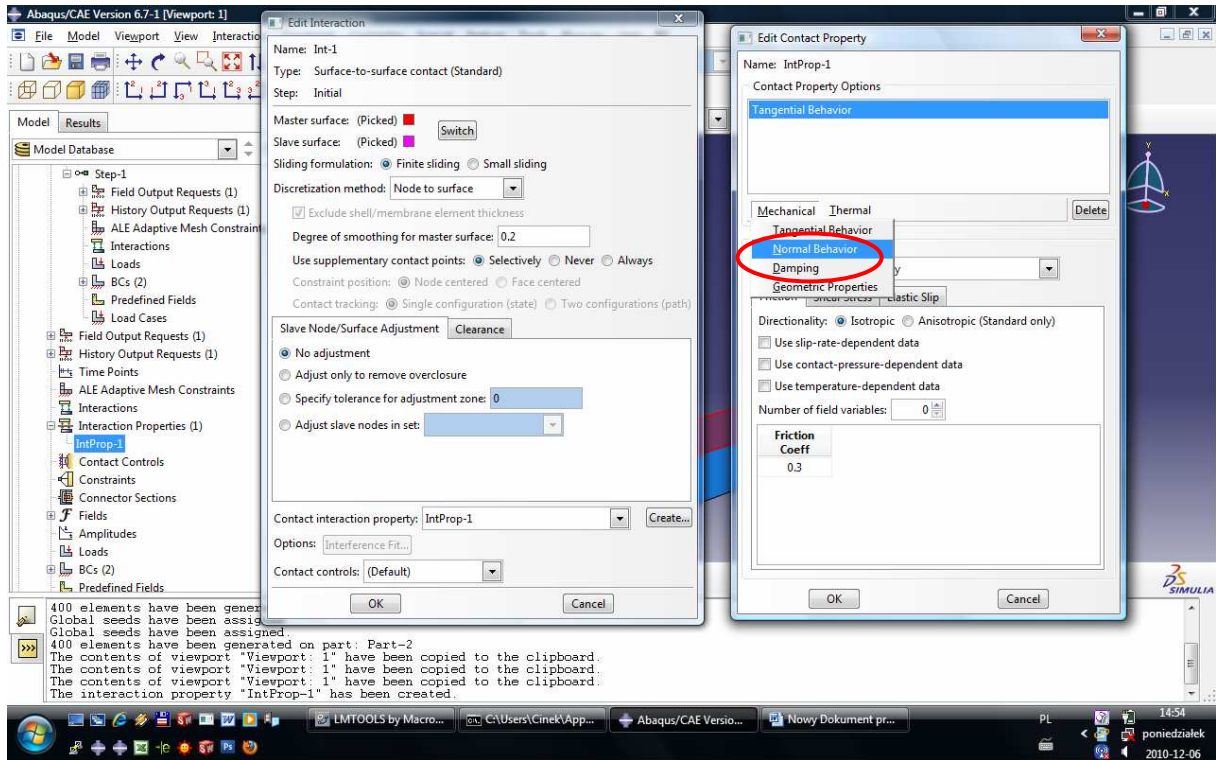 Abaqus/CAE Version 6.7-1 [Viewport: 1]
File Model Viewport View Interactio
Model Results
Model Database
Step-1
Field Output Requests (1)
History Output Requests (1)
ALE Adaptive Mesh Constraint
Interactions
Loads
BCs (2)
Predefined Fields
Load Cases
Field Output Requests (1)
History Output Requests (1)
Time Points
ALE Adaptive Mesh Constraints
Interactions
Interaction Properties (1)
IntProp-1
Contact Controls
Constraints
Connector Sections
Fields
Amplitudes
Loads
BCs (2)
Predefined Fields
Edit Interaction
Name: Int-1
Type: Surface-to-surface contact (Standard)
Step: Initial
Master surface: (Picked)
Switch
Slave surface: (Picked)
Sliding formulation: Finite sliding Small sliding
Discretization method: Node to surface
Exclude shell/membrane element thickness
Degree of smoothing for master surface: 0.2
Use supplementary contact points: Selectively Never Always
Constraint position: Node centered Face centered
Contact tracking: Single configuration (state) Two configurations (path)
Slave Node/Surface Adjustment Clearance
No adjustment
Adjust only to remove overclosure
Specify tolerance for adjustment zone: 0
Adjust slave nodes in set:
Contact interaction property: IntProp-1 Create...
Options: Interference Fit...
Contact controls: (Default)
OK Cancel
Edit Contact Property
Name: IntProp-1
Contact Property Options
Tangential Behavior
Mechanical Thermal Delete
Tangential Behavior
Normal Behavior
Damping
y
Geometric Properties
Friction Shear Stress Elastic Slip
Directionality: Isotropic Anisotropic (Standard only)
Use slip-rate-dependent data
Use contact-pressure-dependent data
Use temperature-dependent data
Number of field variables: 0
Friction
Coeff
0.3
OK Cancel
Y
x
SIMULIA
400 elements have been gener
Global seeds have been assig
Global seeds have been assigned.
400 elements have been generated on part: Part-2
The contents of viewport "Viewport: 1" have been copied to the clipboard.
The contents of viewport "Viewport: 1" have been copied to the clipboard.
The contents of viewport "Viewport: 1" have been copied to the clipboard.
The interaction property "IntProp-1" has been created.
LMTOOLS by Macro... C:\Users\Cinek\App... Abaqus/CAE Versio... Nowy Dokument pr... PL
14:54
poniedziałek
2010-12-06